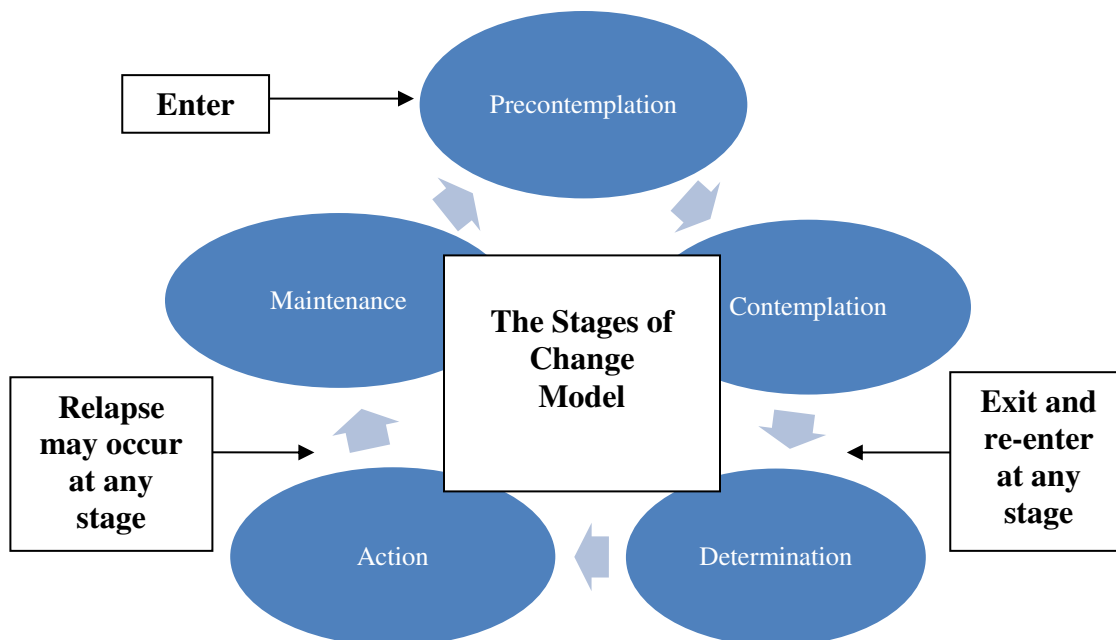 Precontemplation
Enter
Maintenance
The Stages of
Change
Model
Contemplation
Relapse
may occur
at any
stage
Exit and
re-enter
at any
stage
Action
Determination